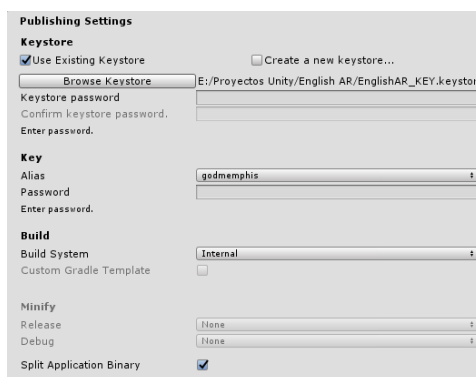 Publishing Settings
Keystore
Use Existing Keystore Create a new keystore...
Browse Keystore E:/Proyectos Unity/English AR/EnglishAR_KEY.keystor
Keystore password
Confirm keystore password.
Enter password.
Key
Alias godmemphis
Password
Enter password.
Build
Build System Internal
Custom Gradle Template
Minify
Release None
Debug None
Split Application Binary